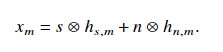 x_m = s ⊗ h_{s,m} + n ⊗ h_{n,m}.